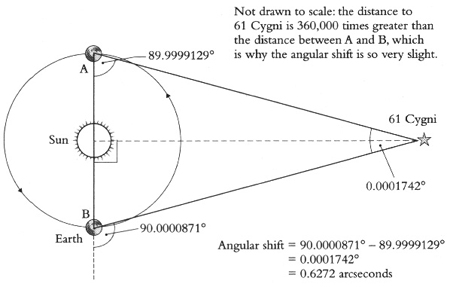 Not drawn to scale: the distance to
61 Cygni is 360,000 times greater than
the distance between A and B, which
is why the angular shift is so very slight.
89.9999129°
A
61 Cygni
Sun
0.0001742°
B
90.0000871°
Earth
Angular shift = 90.0000871° – 89.9999129°
= 0.0001742°
= 0.6272 arcseconds